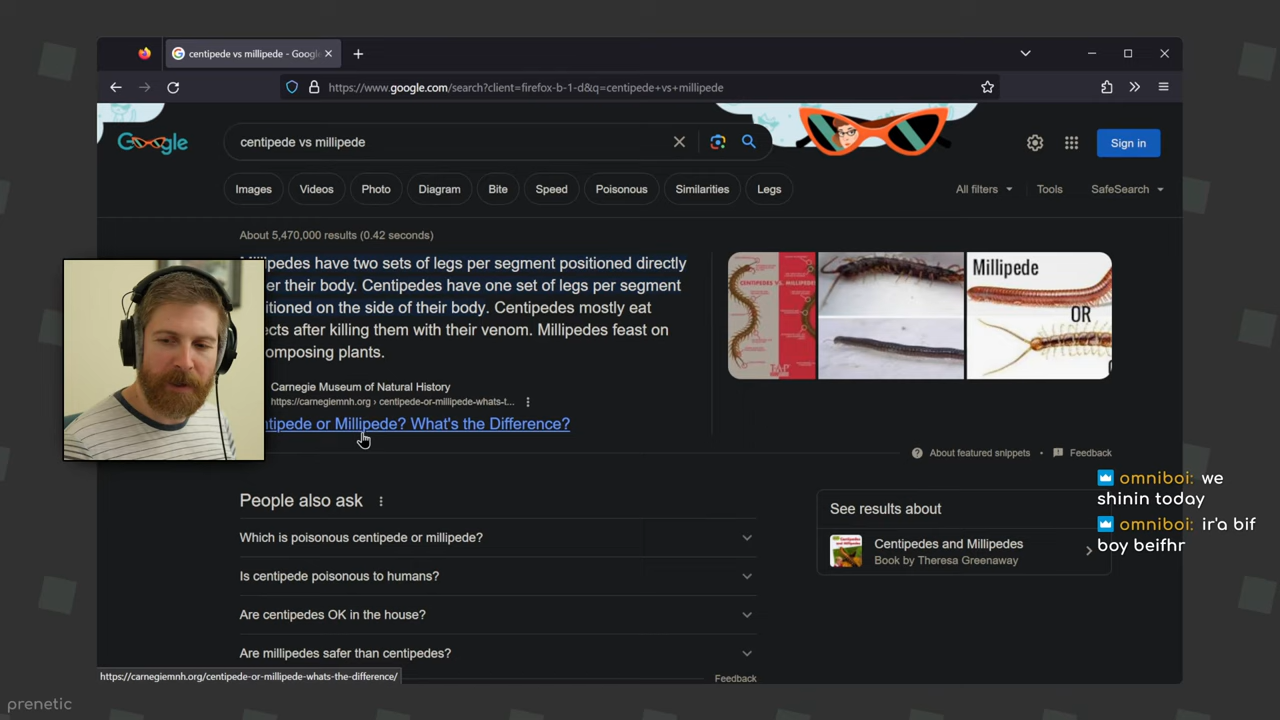 centipede vs millipede - Googl
https://www.google.com/search?client=firefox-b-1-d&q=centipede+vs+millipede
Google
centipede vs millipede
Sign in
Images
Videos
Photo
Diagram
Bite
Speed
Poisonous
Similarities
Legs
All filters
Tools
SafeSearch
About 5,470,000 results (0.42 seconds)
have two sets of legs per segment positioned directly
their body. Centipedes have one set of legs per segment
on the side of their body. Centipedes mostly eat
after killing them with their venom. Millipedes feast on
plants.
Millipede
OR
Carnegie Museum of Natural History
https://carnegiemnh.org › centipede-or-millipede-whats-t...
tipede or Millipede? What's the Difference?
About featured snippets
•
Feedback
omniboi: we
shinin today
omniboi: ir'a bif
boy beifhr
People also ask
Which is poisonous centipede or millipede?
Is centipede poisonous to humans?
Are centipedes OK in the house?
Are millipedes safer than centipedes?
Feedback
See results about
Centipedes and Millipedes
Book by Theresa Greenaway
https://carnegiemnh.org/centipede-or-millipede-whats-the-difference/
prenetic